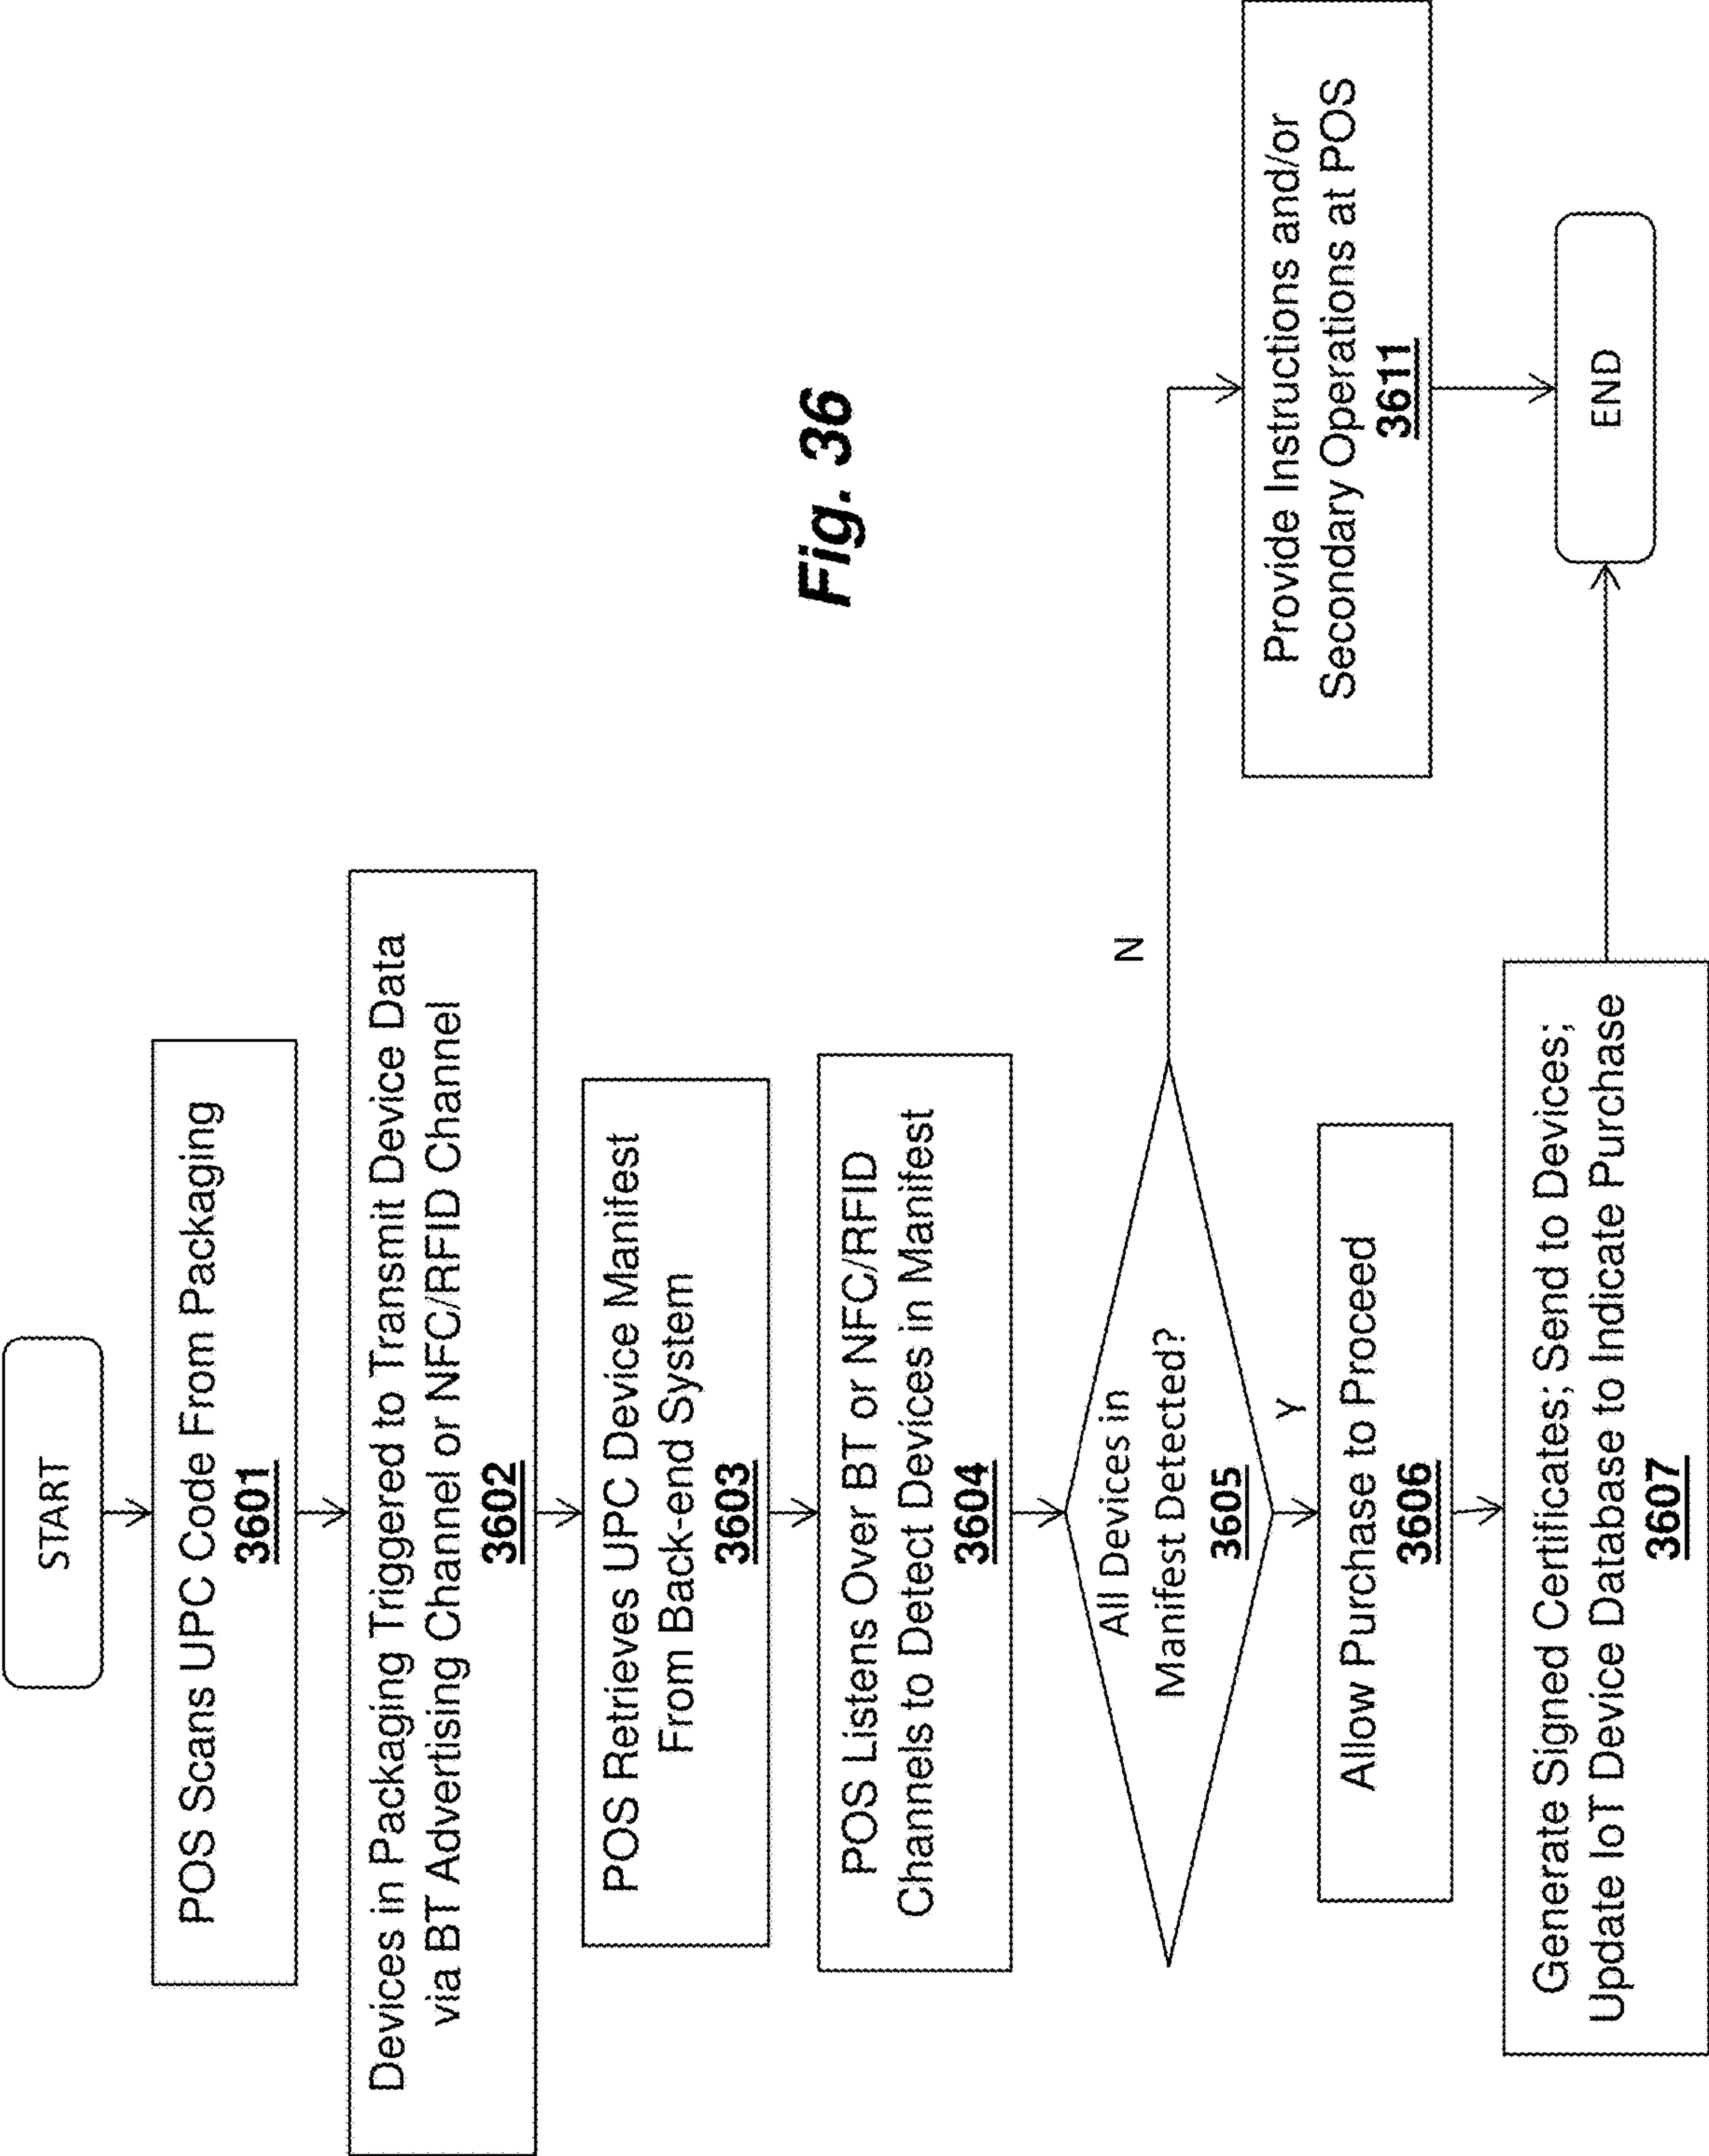 START
POS Scans UPC Code From Packaging
3601
Devices in Packaging Triggered to Transmit Device Data
via BT Advertising Channel or NFC/RFID Channel
3602
POS Retrieves UPC Device Manifest
From Back-end System
3603
POS Listens Over BT or NFC/RFID
Channels to Detect Devices in Manifest
3604
All Devices in
Manifest Detected?
3605
N
Y
Allow Purchase to Proceed
3606
Generate Signed Certificates; Send to Devices;
Update IoT Device Database to Indicate Purchase
3607
Provide Instructions and/or
Secondary Operations at POS
3611
END
Fig. 36